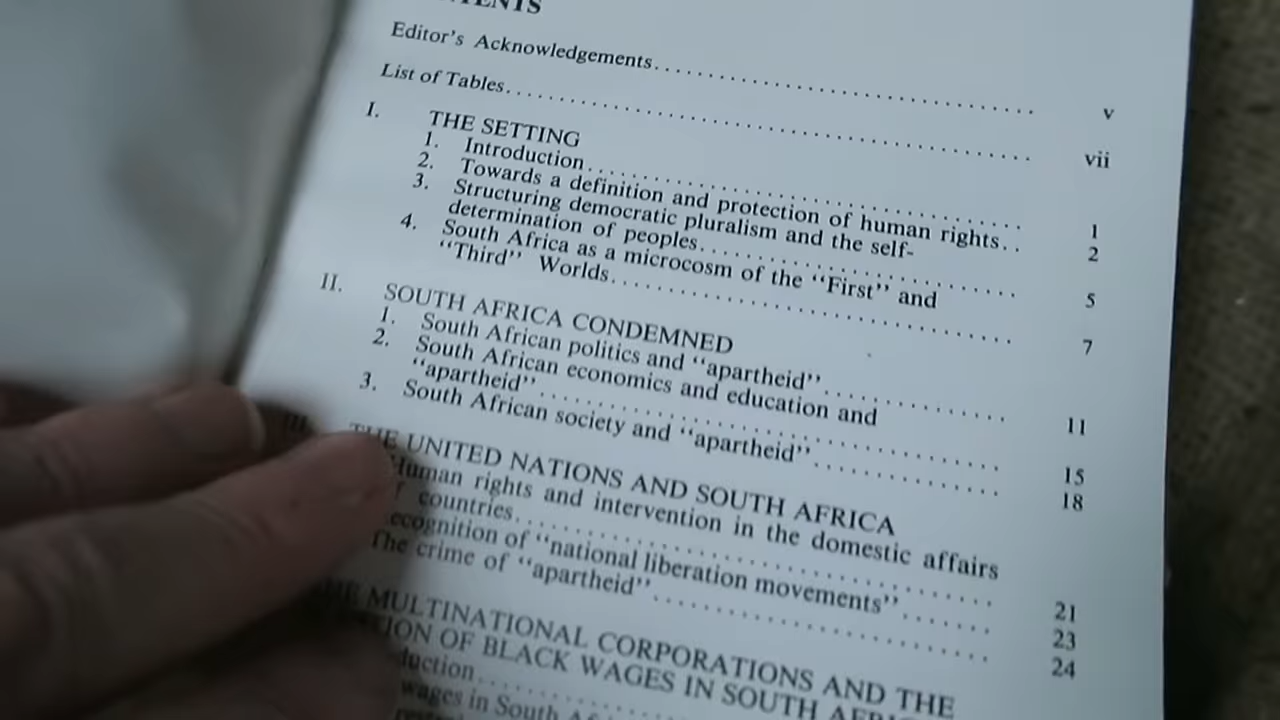 Editor's Acknowledgements.................................... v
List of Tables.................................................. vii
I. THE SETTING
1. Introduction......................................... 1
2. Towards a definition and protection of human rights.. 2
3. Structuring democratic pluralism and the self-
determination of peoples.............................. 5
4. South Africa as a microcosm of the "First" and
"Third" Worlds...................................... 7
II. SOUTH AFRICA CONDEMNED
1. South African politics and "apartheid"................. 11
2. South African economics and education and
"apartheid"........................................... 15
3. South African society and "apartheid"................. 18
THE UNITED NATIONS AND SOUTH AFRICA
Human rights and intervention in the domestic affairs
countries............................................. 21
of "national liberation movements"........ 23
The crime of "apartheid"............................... 24
MULTINATIONAL CORPORATIONS AND THE
OF BLACK WAGES IN SOUTH
wages in South